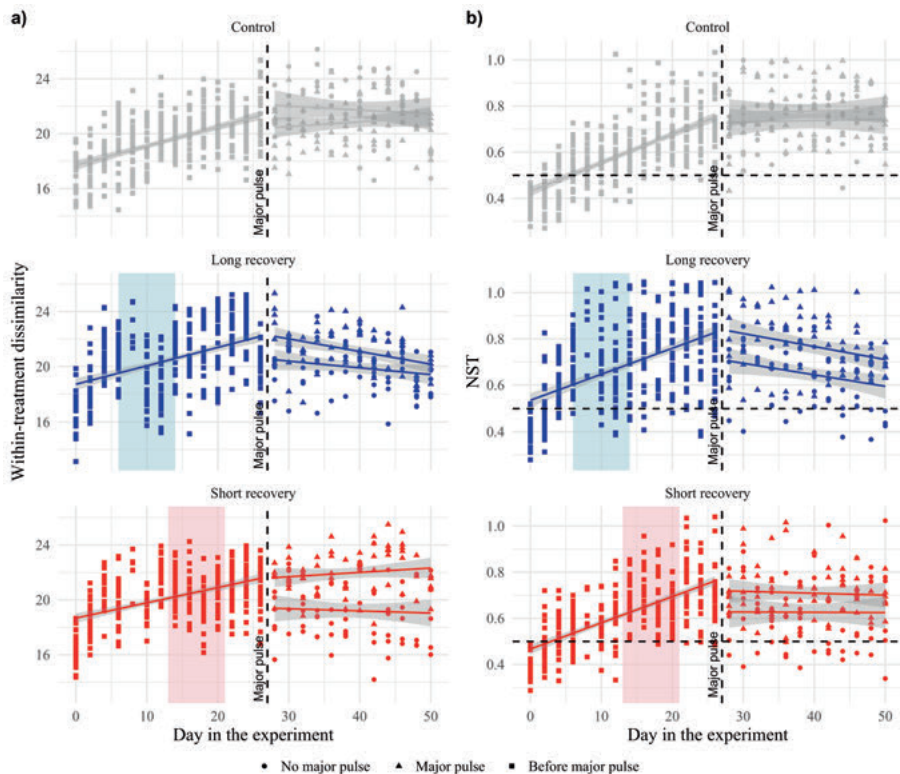 a)
b)
Control
Control
24
20
16
Major pulse
1.0
0.8
0.6
0.4
Major pulse
Long recovery
Long recovery
Within-treatment dissimilarity
24
20
16
Major pulse
NST
1.0
0.8
0.6
0.4
Major pulse
Short recovery
Short recovery
24
20
16
Major pulse
1.0
0.8
0.6
0.4
Major pulse
0 10 20 30 40 50
0 10 20 30 40 50
Day in the experiment
Day in the experiment
No major pulse Major pulse Before major pulse